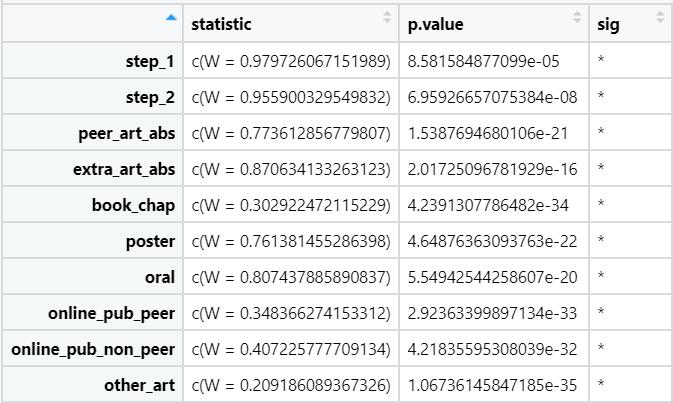 statistic p.value sig
step_1 c(W = 0.979726067151989) 8.581584877099e-05 *
step_2 c(W = 0.955900329549832) 6.95926657075384e-08 *
peer_art_abs c(W = 0.773612856779807) 1.5387694680106e-21 *
extra_art_abs c(W = 0.870634133263123) 2.01725096781929e-16 *
book_chap c(W = 0.302922472115229) 4.2391307786482e-34 *
poster c(W = 0.761381455286398) 4.64876363093763e-22 *
oral c(W = 0.807437885890837) 5.54942544258607e-20 *
online_pub_peer c(W = 0.348366274153312) 2.92363399897134e-33 *
online_pub_non_peer c(W = 0.407225777709134) 4.21835595308039e-32 *
other_art c(W = 0.209186089367326) 1.06736145847185e-35 *